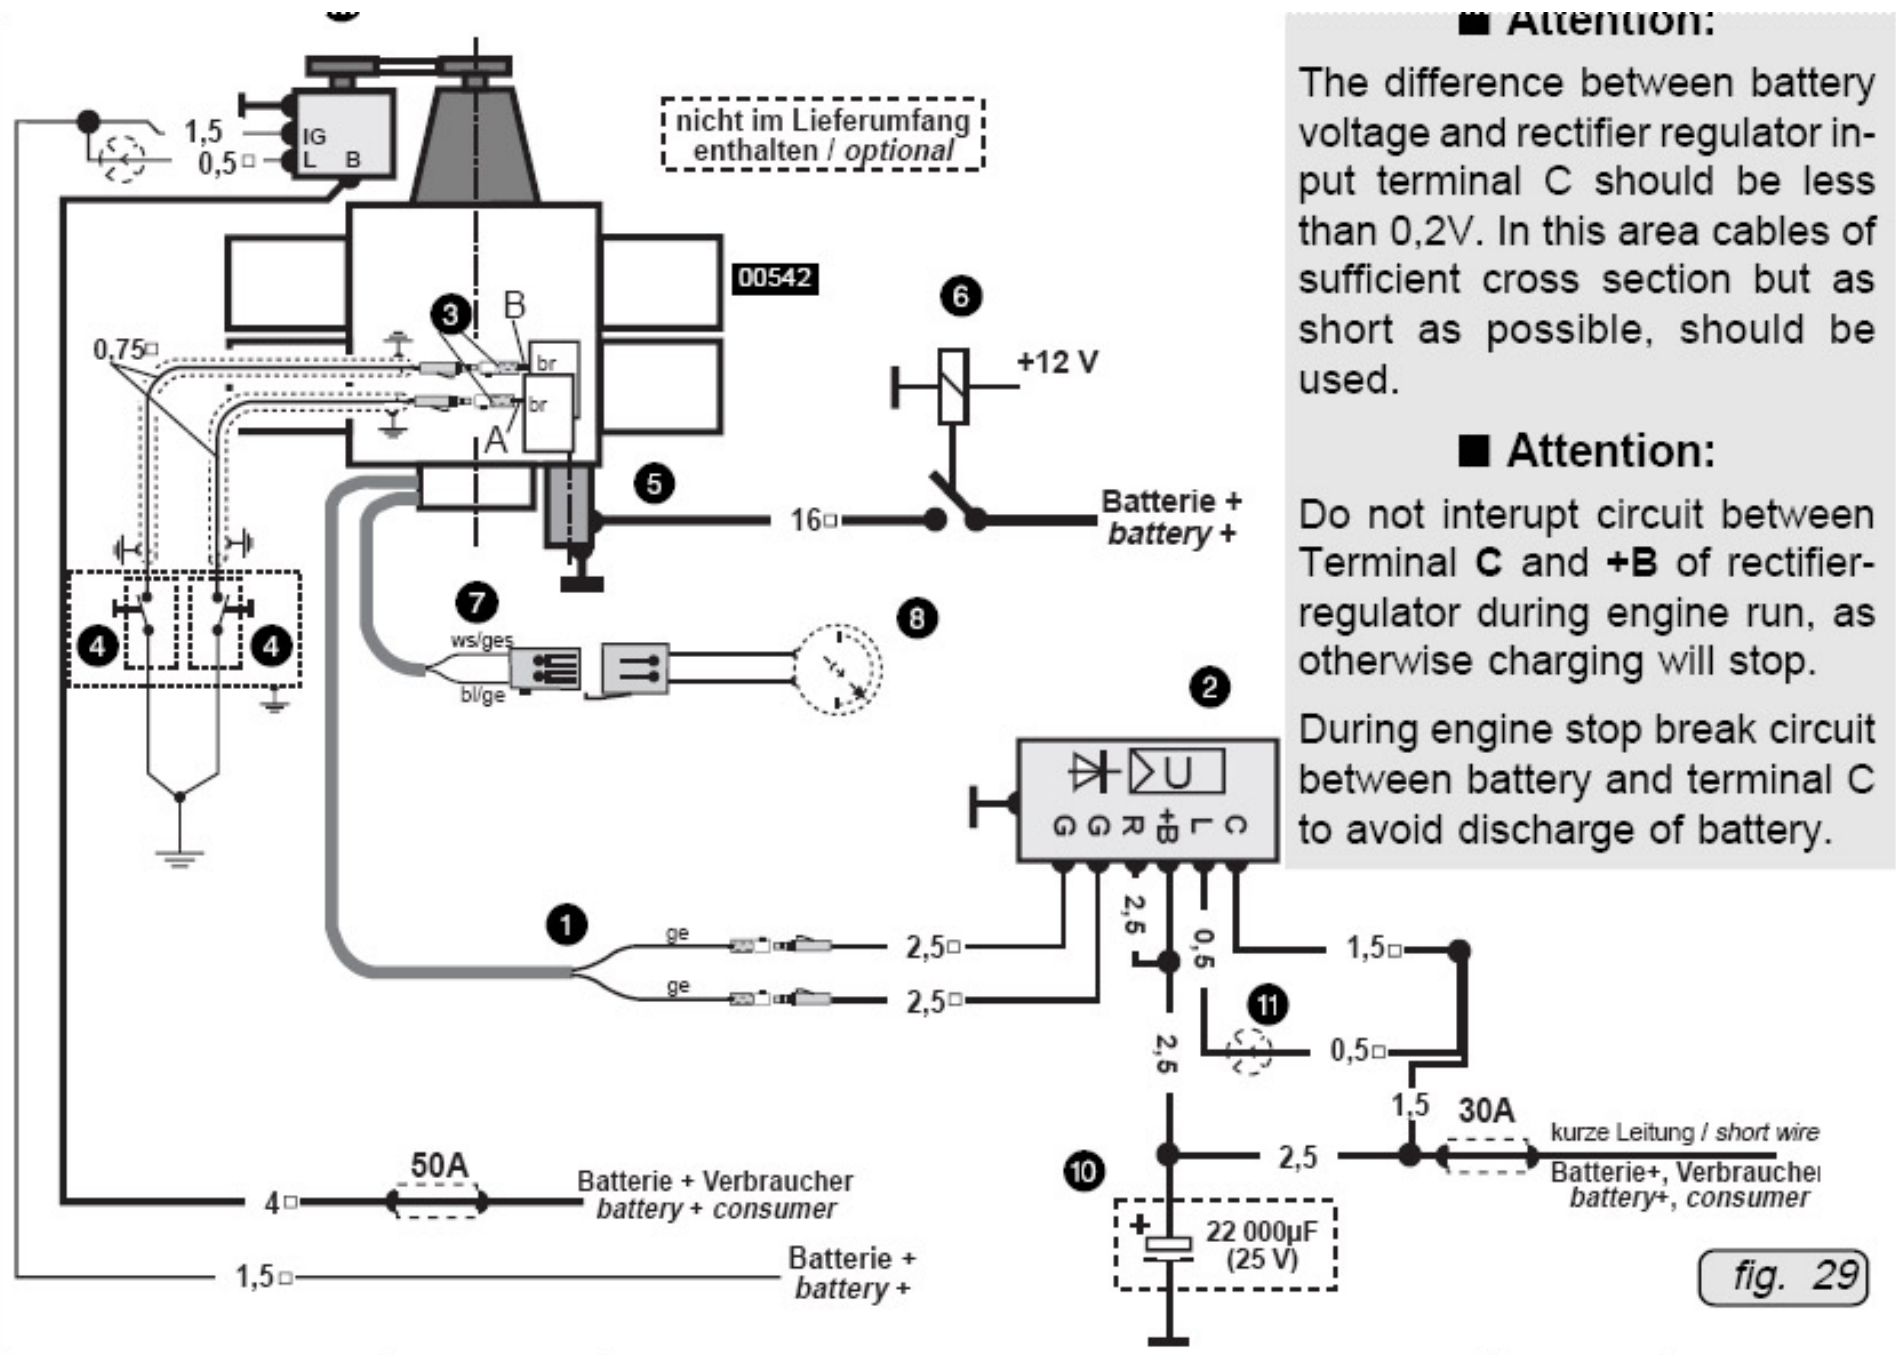 ■ Attention:
The difference between battery
voltage and rectifier regulator in-
put terminal C should be less
than 0,2V. In this area cables of
sufficient cross section but as
short as possible, should be
used.
■ Attention:
Do not interupt circuit between
Terminal C and +B of rectifier-
regulator during engine run, as
otherwise charging will stop.
During engine stop break circuit
between battery and terminal C
to avoid discharge of battery.
1,5
IG
0,5□
L B
nicht im Lieferumfang
enthalten / optional
00542
3
B
6
0,75□
br
+12 V
br
A
5
16□
Batterie +
battery +
7
8
ws/ges
bl/ge
4
4
2
U
G G R +B L C
1
ge
2,5□
ge
2,5□
2,5
0,5
1,5□
11
2,5
0,5□
1,5
30A
kurze Leitung / short wire
2,5
Batterie+, Verbraucher
battery+, consumer
10
50A
4□
Batterie + Verbraucher
battery + consumer
+
22 000µF
(25 V)
1,5□
Batterie +
battery +
fig. 29